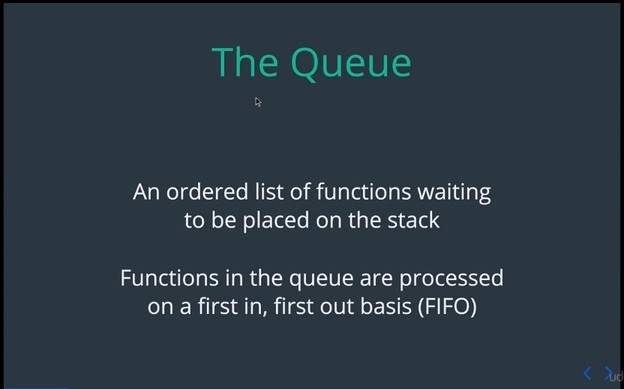 The Queue
An ordered list of functions waiting
to be placed on the stack
Functions in the queue are processed
on a first in, first out basis (FIFO)